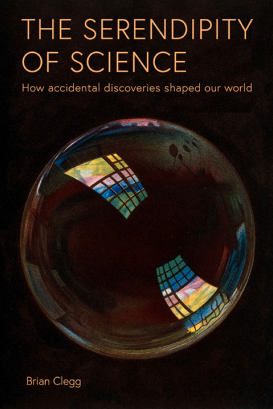 THE SERENDIPITY
OF SCIENCE
How accidental discoveries shaped our world
Brian Clegg